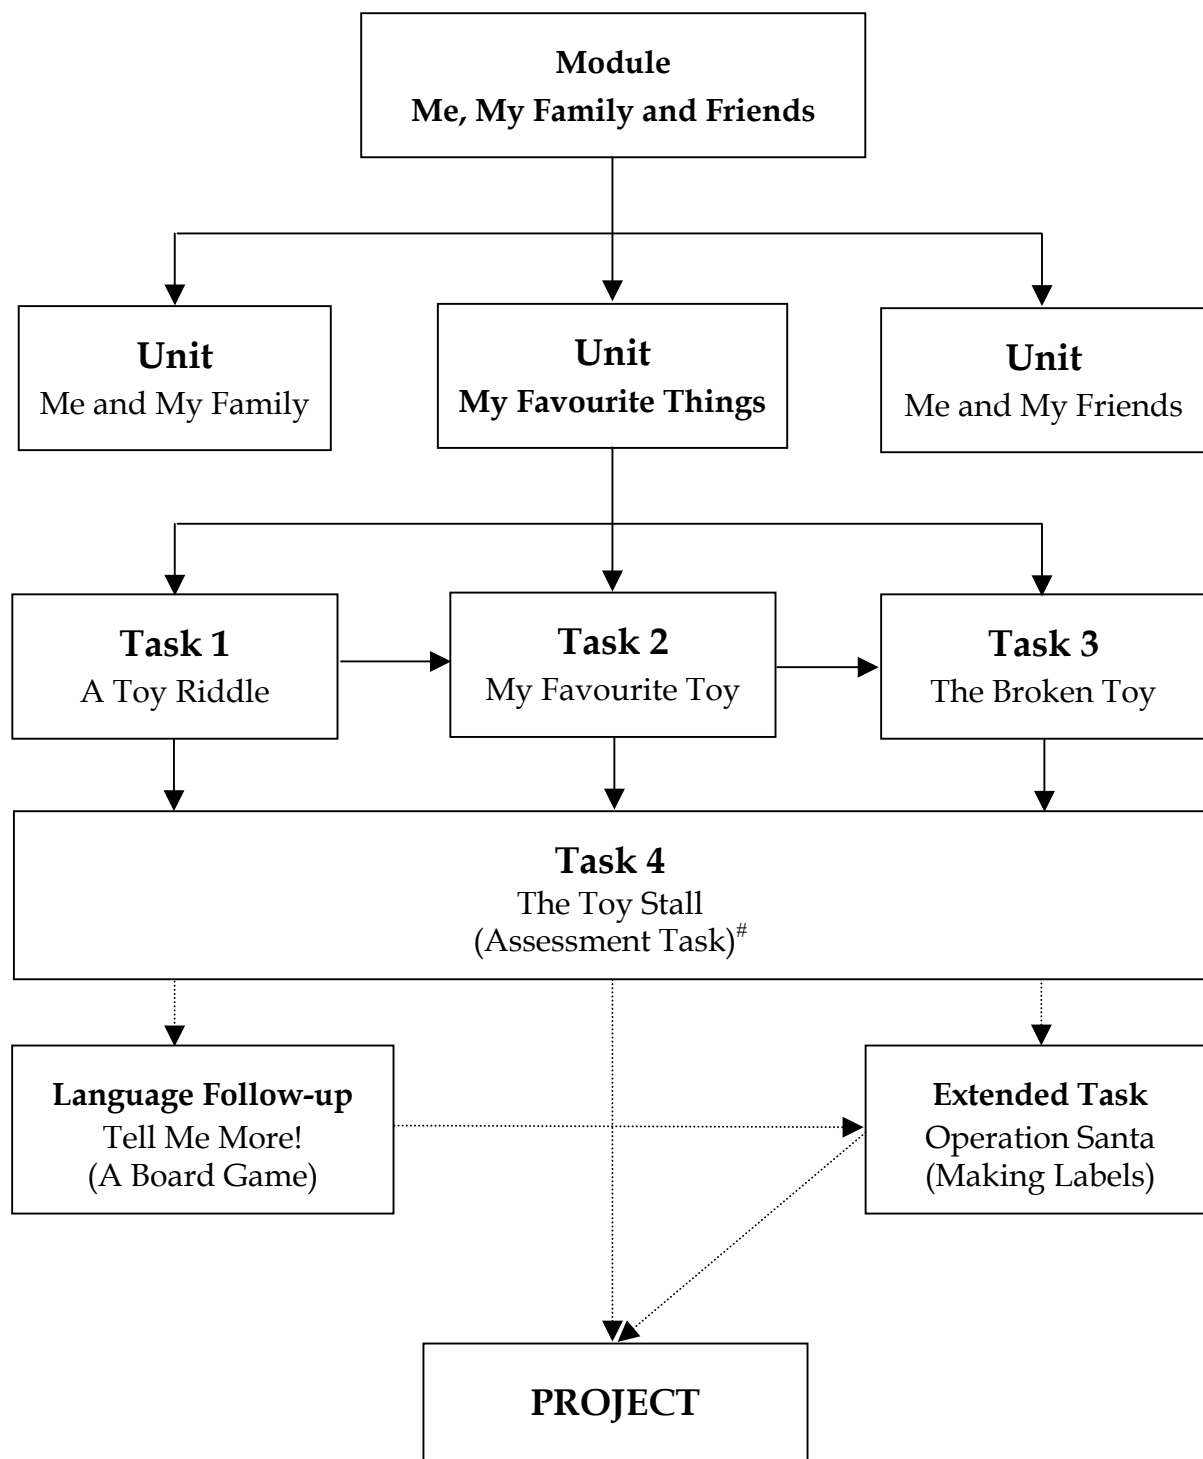 Module
Me, My Family and Friends
Unit
Me and My Family
Unit
My Favourite Things
Unit
Me and My Friends
Task 1
A Toy Riddle
Task 2
My Favourite Toy
Task 3
The Broken Toy
Task 4
The Toy Stall
(Assessment Task)#
Language Follow-up
Tell Me More!
(A Board Game)
Extended Task
Operation Santa
(Making Labels)
PROJECT